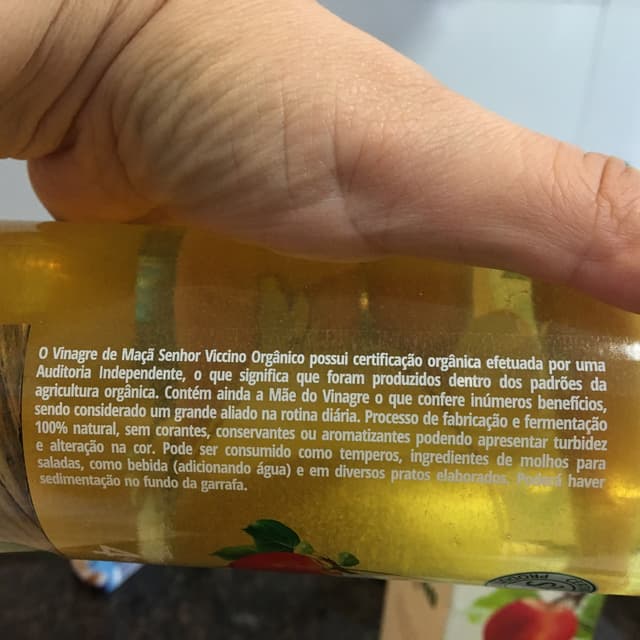 O Vinagre de Maçã Senhor Viccino Orgânico possui certificação orgânica efetuada por uma
Auditoria Independente, o que significa que foram produzidos dentro dos padrões da
agricultura orgânica. Contém ainda a Mãe do Vinagre o que confere inúmeros benefícios,
sendo considerado um grande aliado na rotina diária. Processo de fabricação e fermentação
100% natural, sem corantes, conservantes ou aromatizantes podendo apresentar turbidez
e alteração na cor. Pode ser consumido como temperos, ingredientes de molhos para
saladas, como bebida (adicionando água) e em diversos pratos elaborados. Poderá haver
sedimentação no fundo da garrafa.